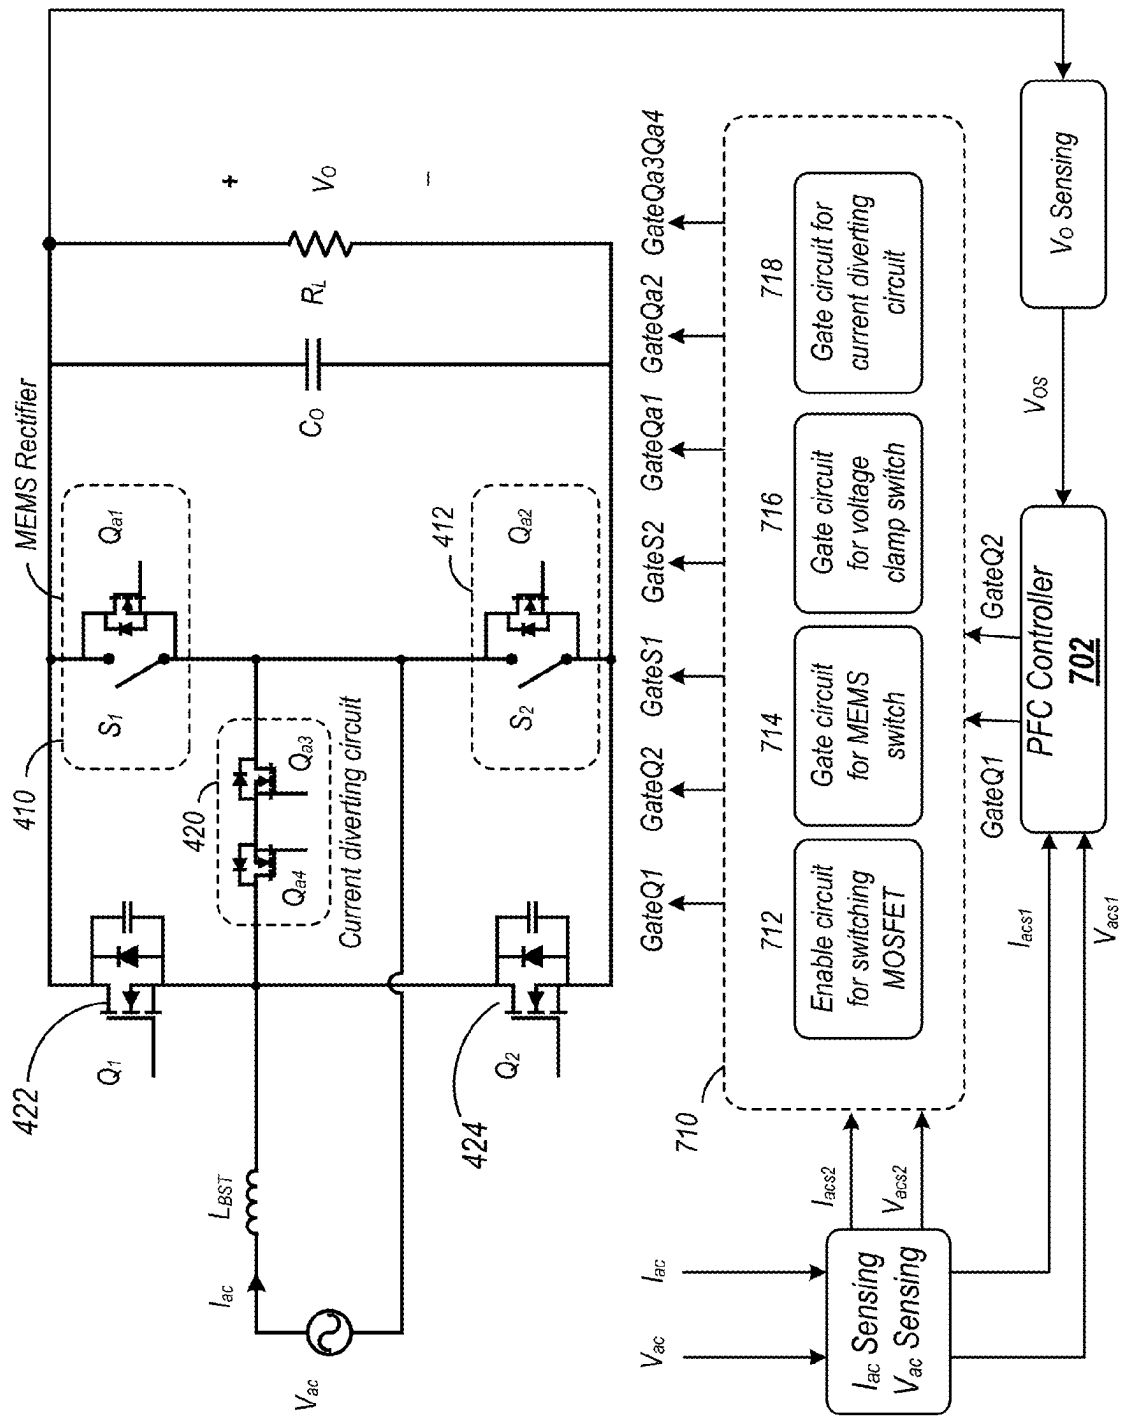 MEMS Rectifier
410
422
Q1
S1
Qa1
+
Vac
Iac
LBST
420
Qa4
Qa3
Current diverting circuit
CO
RL
VO
–
424
Q2
412
S2
Qa2
GateQ1
GateQ2
GateS1
GateS2
GateQa1
GateQa2
GateQa3Qa4
710
712
Enable circuit
for switching
MOSFET
714
Gate circuit
for MEMS
switch
716
Gate circuit
for voltage
clamp switch
718
Gate circuit for
current diverting
circuit
Vac
Iac
Iac Sensing
Vac Sensing
Iacs2
Vacs2
GateQ1
GateQ2
Iacs1
Vacs1
PFC Controller
702
VOS
VO Sensing